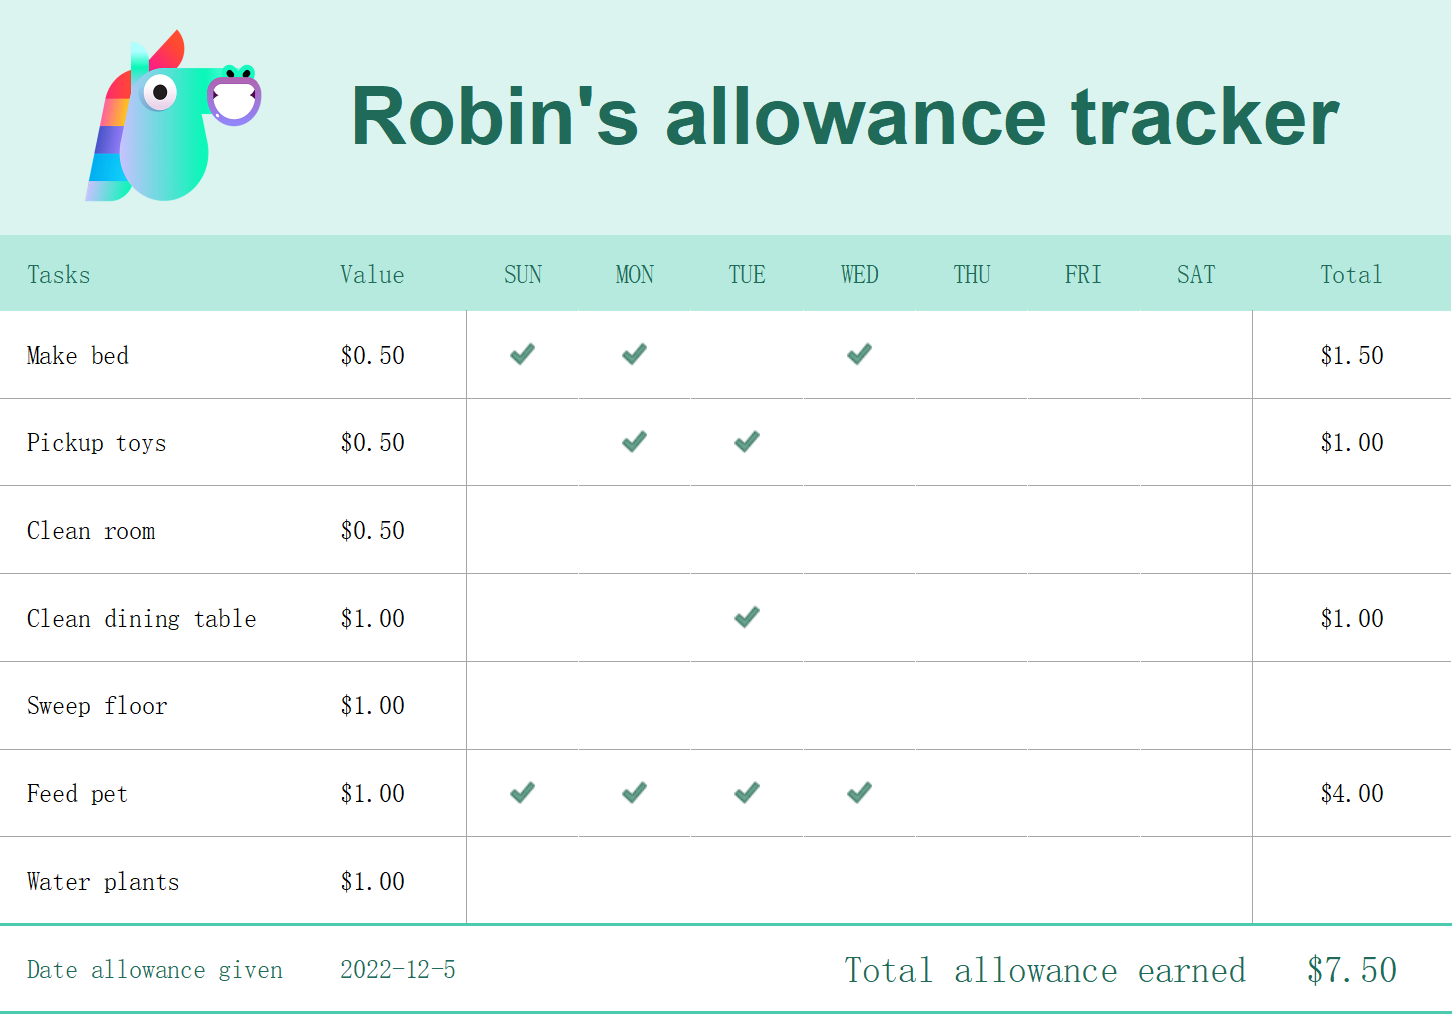 Robin's allowance tracker
Tasks Value SUN MON TUE WED THU FRI SAT Total
Make bed $0.50 ✔ ✔ ✔ $1.50
Pickup toys $0.50 ✔ ✔ $1.00
Clean room $0.50
Clean dining table $1.00 ✔ $1.00
Sweep floor $1.00
Feed pet $1.00 ✔ ✔ ✔ ✔ $4.00
Water plants $1.00
Date allowance given 2022-12-5 Total allowance earned $7.50